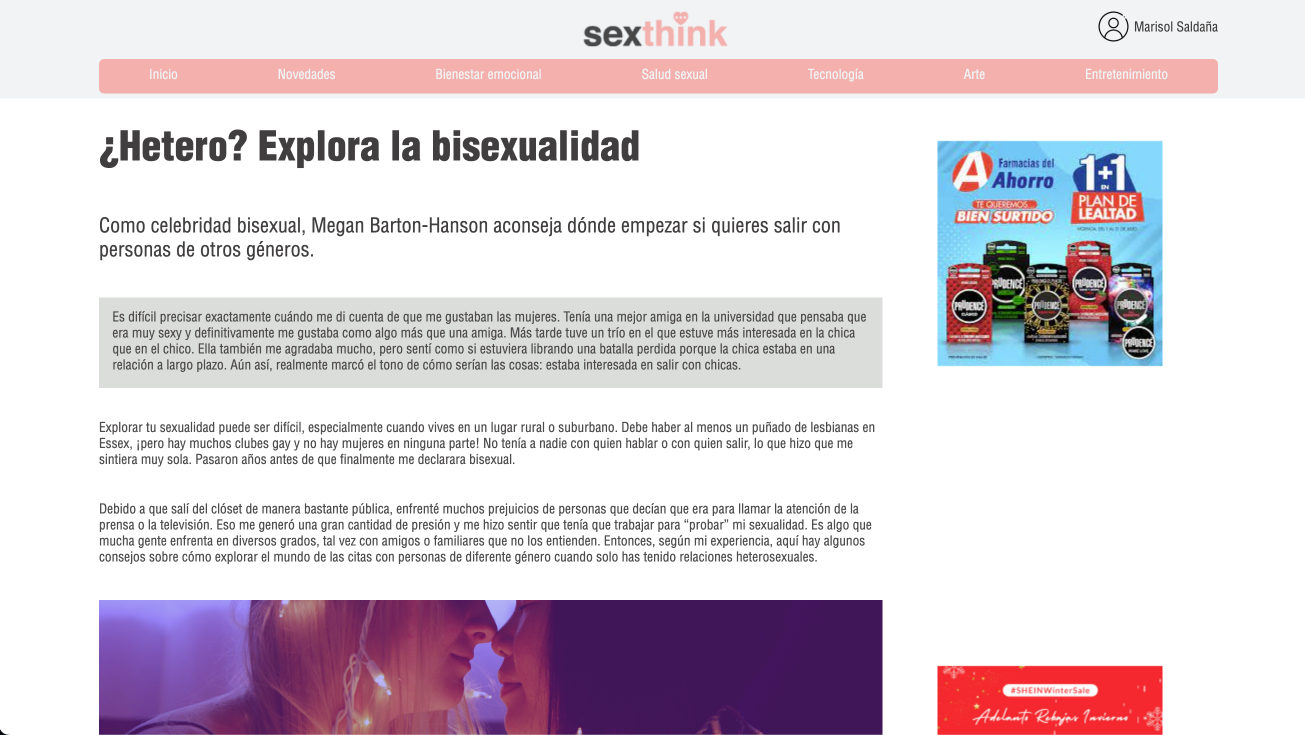 sexthink
Marisol Saldaña
Inicio Novedades Bienestar emocional Salud sexual Tecnología Arte Entretenimiento
¿Hetero? Explora la bisexualidad
Como celebridad bisexual, Megan Barton-Hanson aconseja dónde empezar si quieres salir con
personas de otros géneros.
Es difícil precisar exactamente cuándo me di cuenta de que me gustaban las mujeres. Tenía una mejor amiga en la universidad que pensaba que
era muy sexy y definitivamente me gustaba como algo más que una amiga. Más tarde tuve un trío en el que estuve más interesada en la chica
que en el chico. Ella también me agradaba mucho, pero sentí como si estuviera librando una batalla perdida porque la chica estaba en una
relación a largo plazo. Aún así, realmente marcó el tono de cómo serían las cosas: estaba interesada en salir con chicas.
Explorar tu sexualidad puede ser difícil, especialmente cuando vives en un lugar rural o suburbano. Debe haber al menos un puñado de lesbianas en
Essex, ¡pero hay muchos clubes gay y no hay mujeres en ninguna parte! No tenía a nadie con quien hablar o con quien salir, lo que hizo que me
sintiera muy sola. Pasaron años antes de que finalmente me declarara bisexual.
Debido a que salí del clóset de manera bastante pública, enfrenté muchos prejuicios de personas que decían que era para llamar la atención de la
prensa o la televisión. Eso me generó una gran cantidad de presión y me hizo sentir que tenía que trabajar para “probar” mi sexualidad. Es algo que
mucha gente enfrenta en diversos grados, tal vez con amigos o familiares que no los entienden. Entonces, según mi experiencia, aquí hay algunos
consejos sobre cómo explorar el mundo de las citas con personas de diferente género cuando solo has tenido relaciones heterosexuales.
A
Farmacias del
Ahorro
TE QUEREMOS
BIEN SURTIDO
1+1
EN
PLAN DE
LEALTAD
PRUDENCE
PRUDENCE
PRUDENCE
PRUDENCE
PRUDENCE
CLÁSICO
PRUDENCE
#SHEINWinterSale
Adelanto Rebajas Invierno